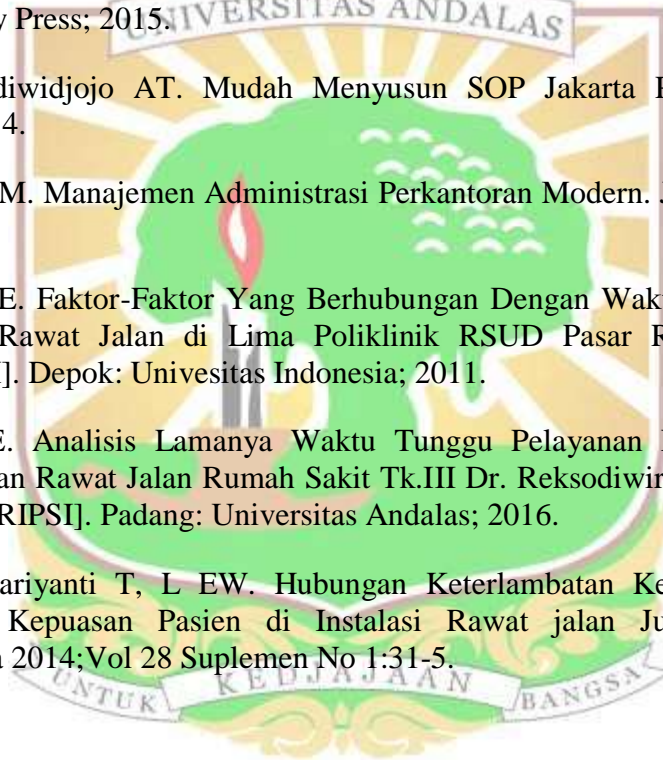 y Press; 2015.
UNIVERSITAS ANDALAS
diwidjojo AT. Mudah Menyusun SOP Jakarta
4.
M. Manajemen Administrasi Perkantoran Modern.
E. Faktor-Faktor Yang Berhubungan Dengan
Rawat Jalan di Lima Poliklinik RSUD Pasar
]. Depok: Univesitas Indonesia; 2011.
E. Analisis Lamanya Waktu Tunggu Pelayanan
an Rawat Jalan Rumah Sakit Tk.III Dr. Reksodiwir
RIPSI]. Padang: Universitas Andalas; 2016.
ariyanti T, L EW. Hubungan Keterlambatan
Kepuasan Pasien di Instalasi Rawat jalan
a 2014;Vol 28 Suplemen No 1:31-5.
UNTUK KEDJAJAAN BANGSA